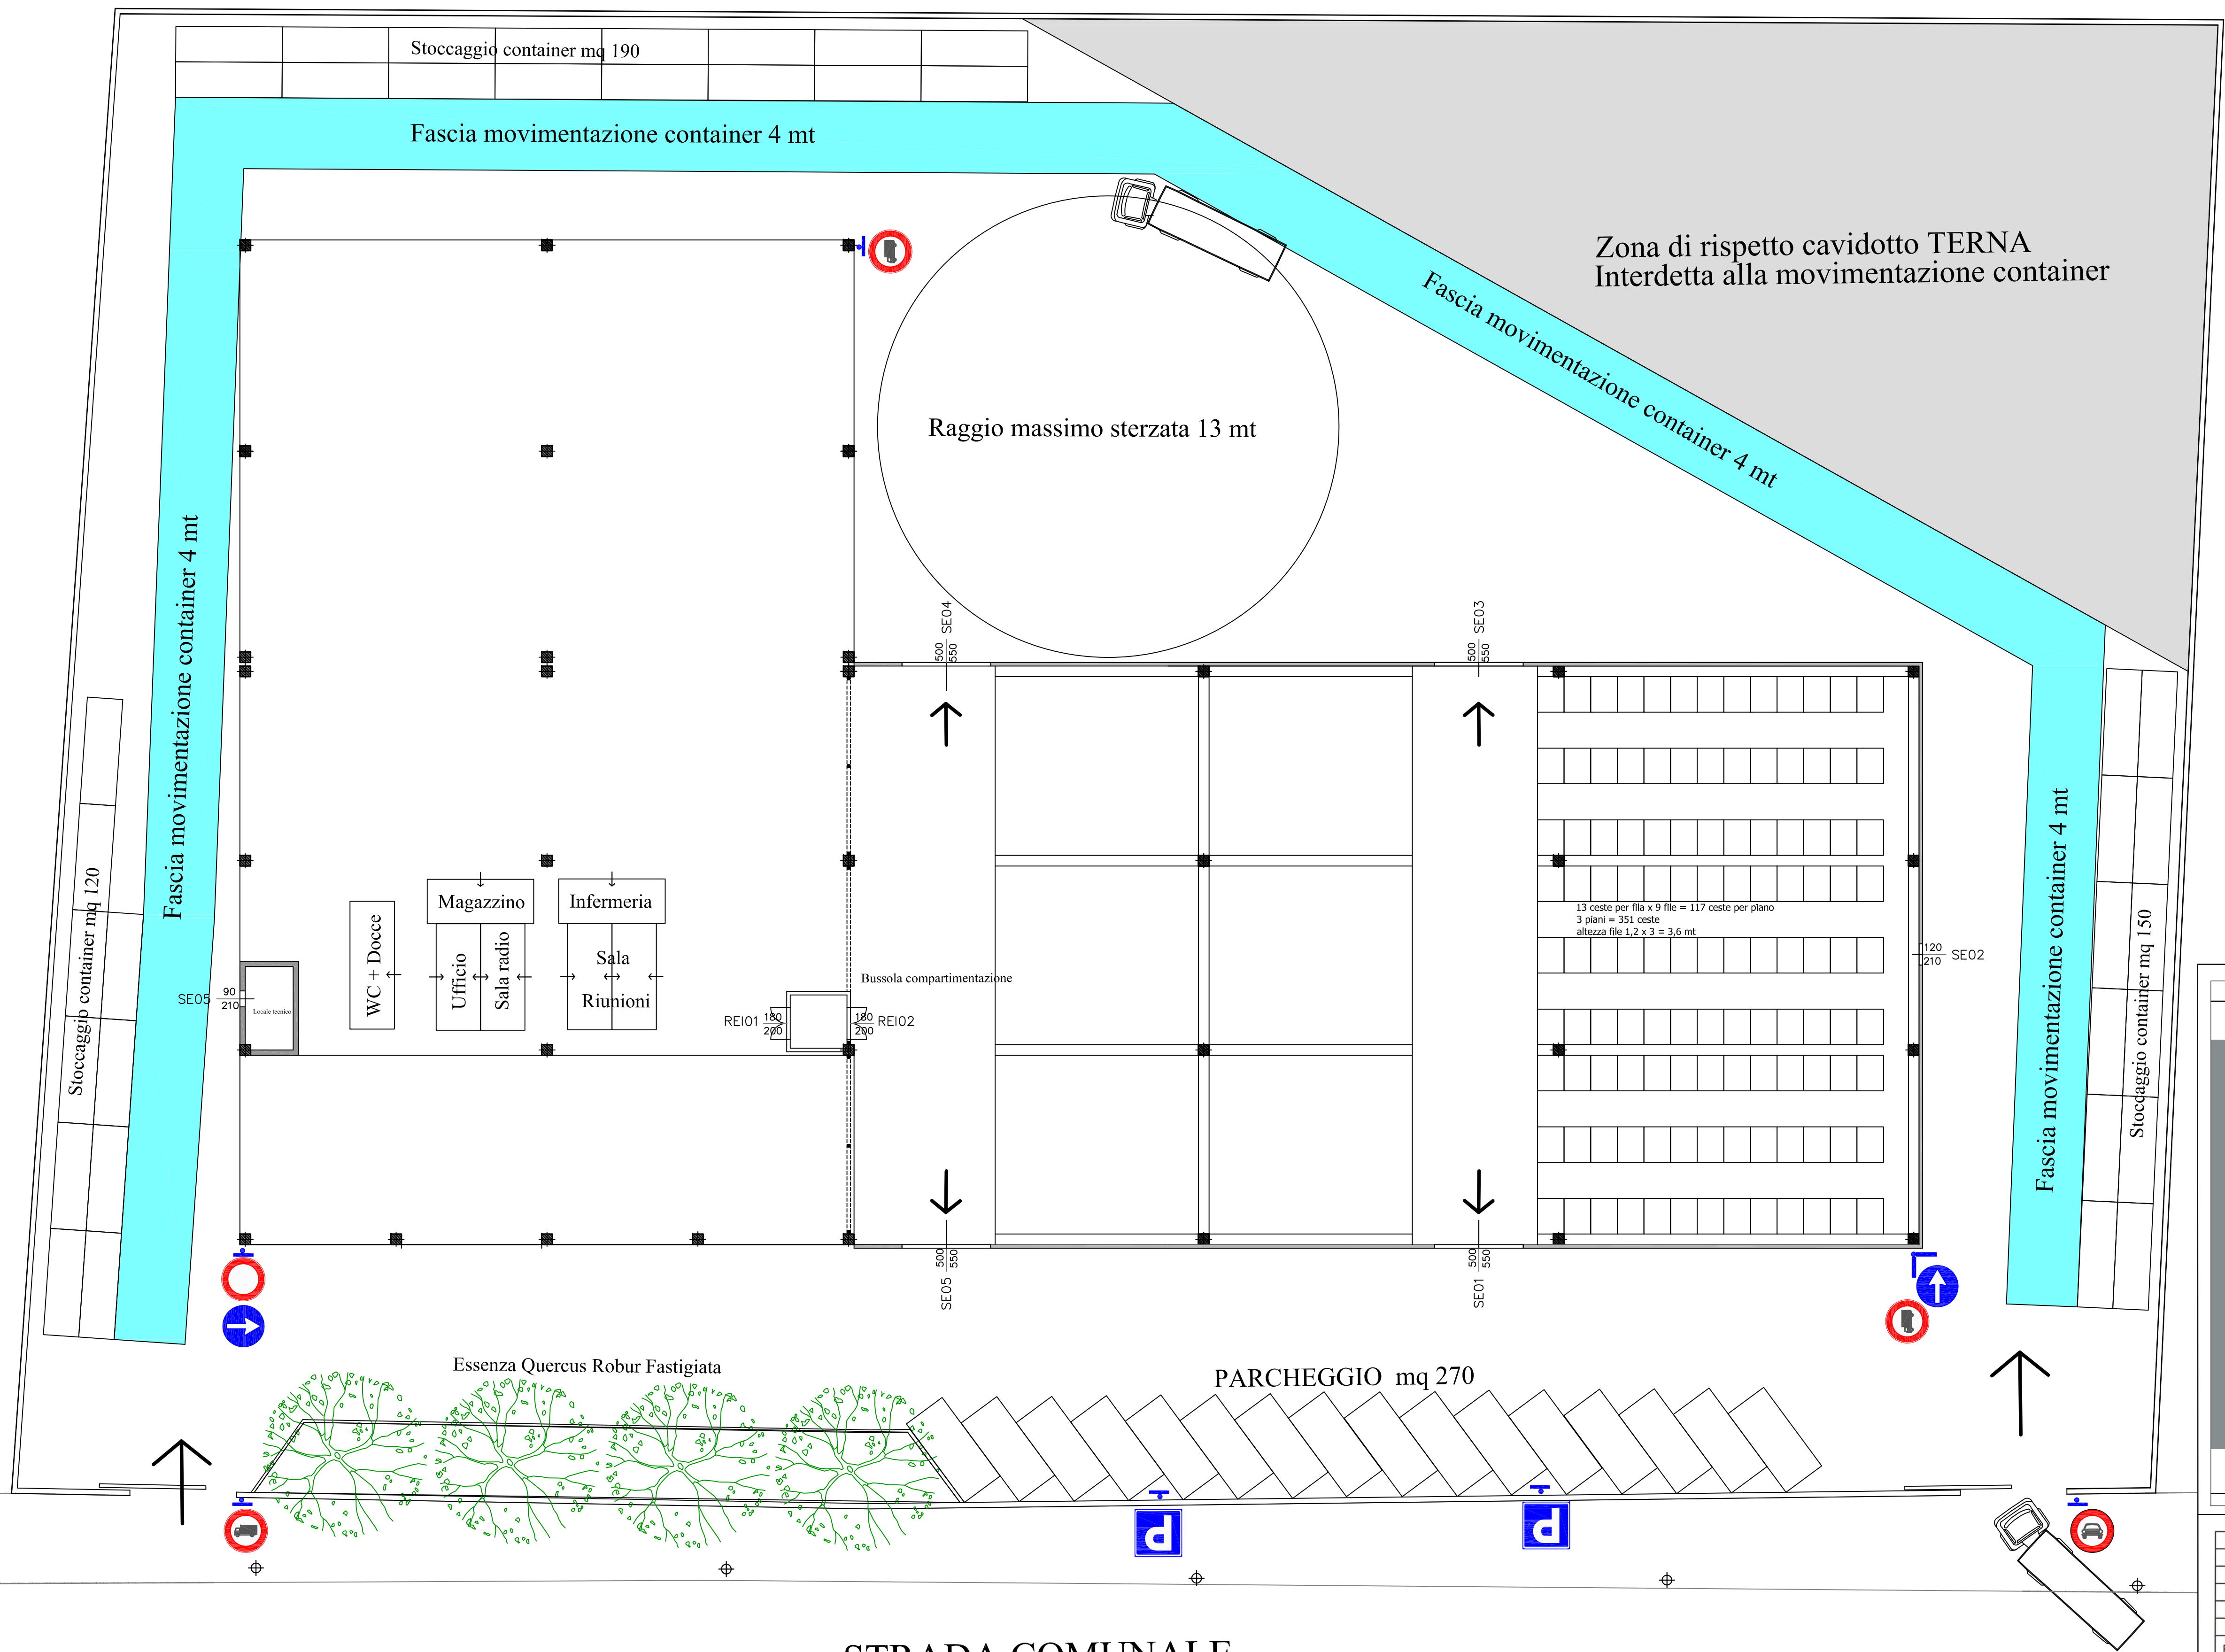 Stoccaggio container mq 190
Fascia movimentazione container 4 mt
Zona di rispetto cavidotto TERNA
Interdetta alla movimentazione container
Fascia movimentazione container 4 mt
Raggio massimo sterzata 13 mt
Fascia movimentazione container 4 mt
Stoccaggio container mq 120
500
550
SE04
500
550
SE03
Magazzino
Infermeria
WC + Docce
Ufficio
Sala radio
Sala
Riunioni
13 ceste per fila x 9 file = 117 ceste per piano
3 piani = 351 ceste
altezza file 1,2 x 3 = 3,6 mt
Bussola compartimentazione
SE05
90
210
Locale tecnico
REI01
180
200
180
200
REI02
120
210
SE02
Fascia movimentazione container 4 mt
Stoccaggio container mq 150
500
550
SE05
500
550
SE01
Essenza Quercus Robur Fastigiata
PARCHEGGIO mq 270
P
P
STRADA COMUNALE